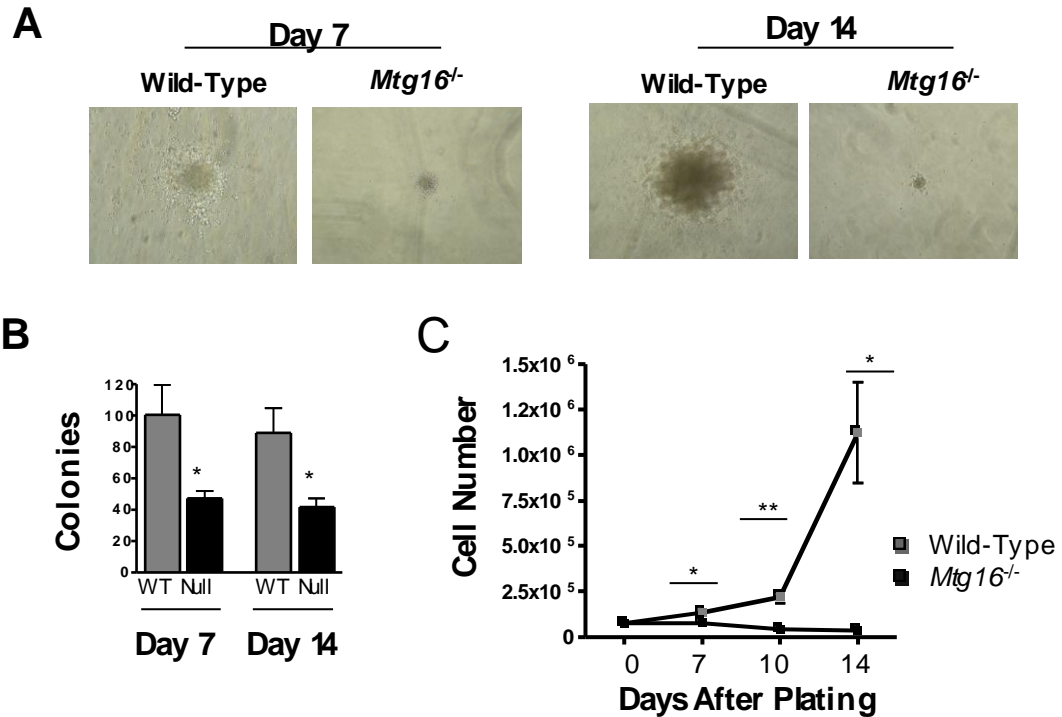 A
Day 7
Day 14
Wild-Type
Mtg16-/-
Wild-Type
Mtg16-/-
B
Colonies
120
100
80
60
40
20
0
*
*
WT Null
WT Null
Day 7
Day 14
C
Cell Number
1.5x10 6
1.2x10 6
1.0x10 6
7.5x10 5
5.0x10 5
2.5x10 5
0
*
**
*
0 7 10 14
Days After Plating
Wild-Type
Mtg16-/-